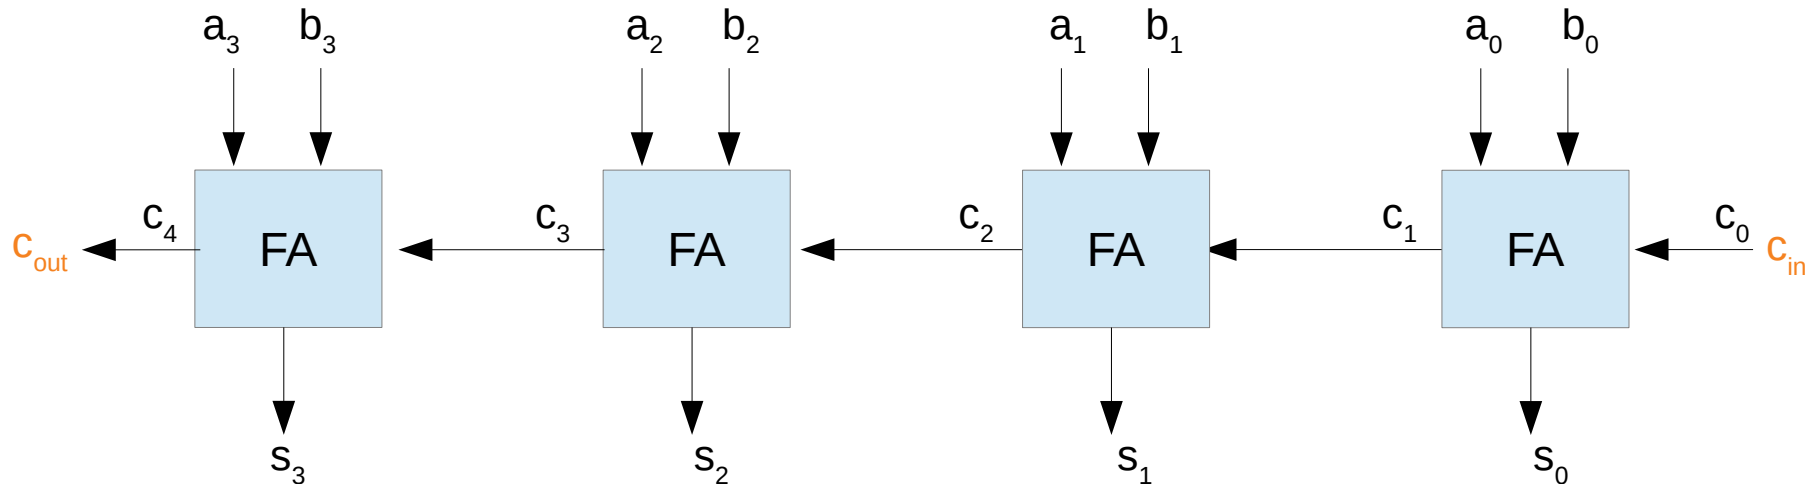 a3 b3 a2 b2 a1 b1 a0 b0
cout c4 FA c3 FA c2 FA c1 FA c0 cin
s3 s2 s1 s0